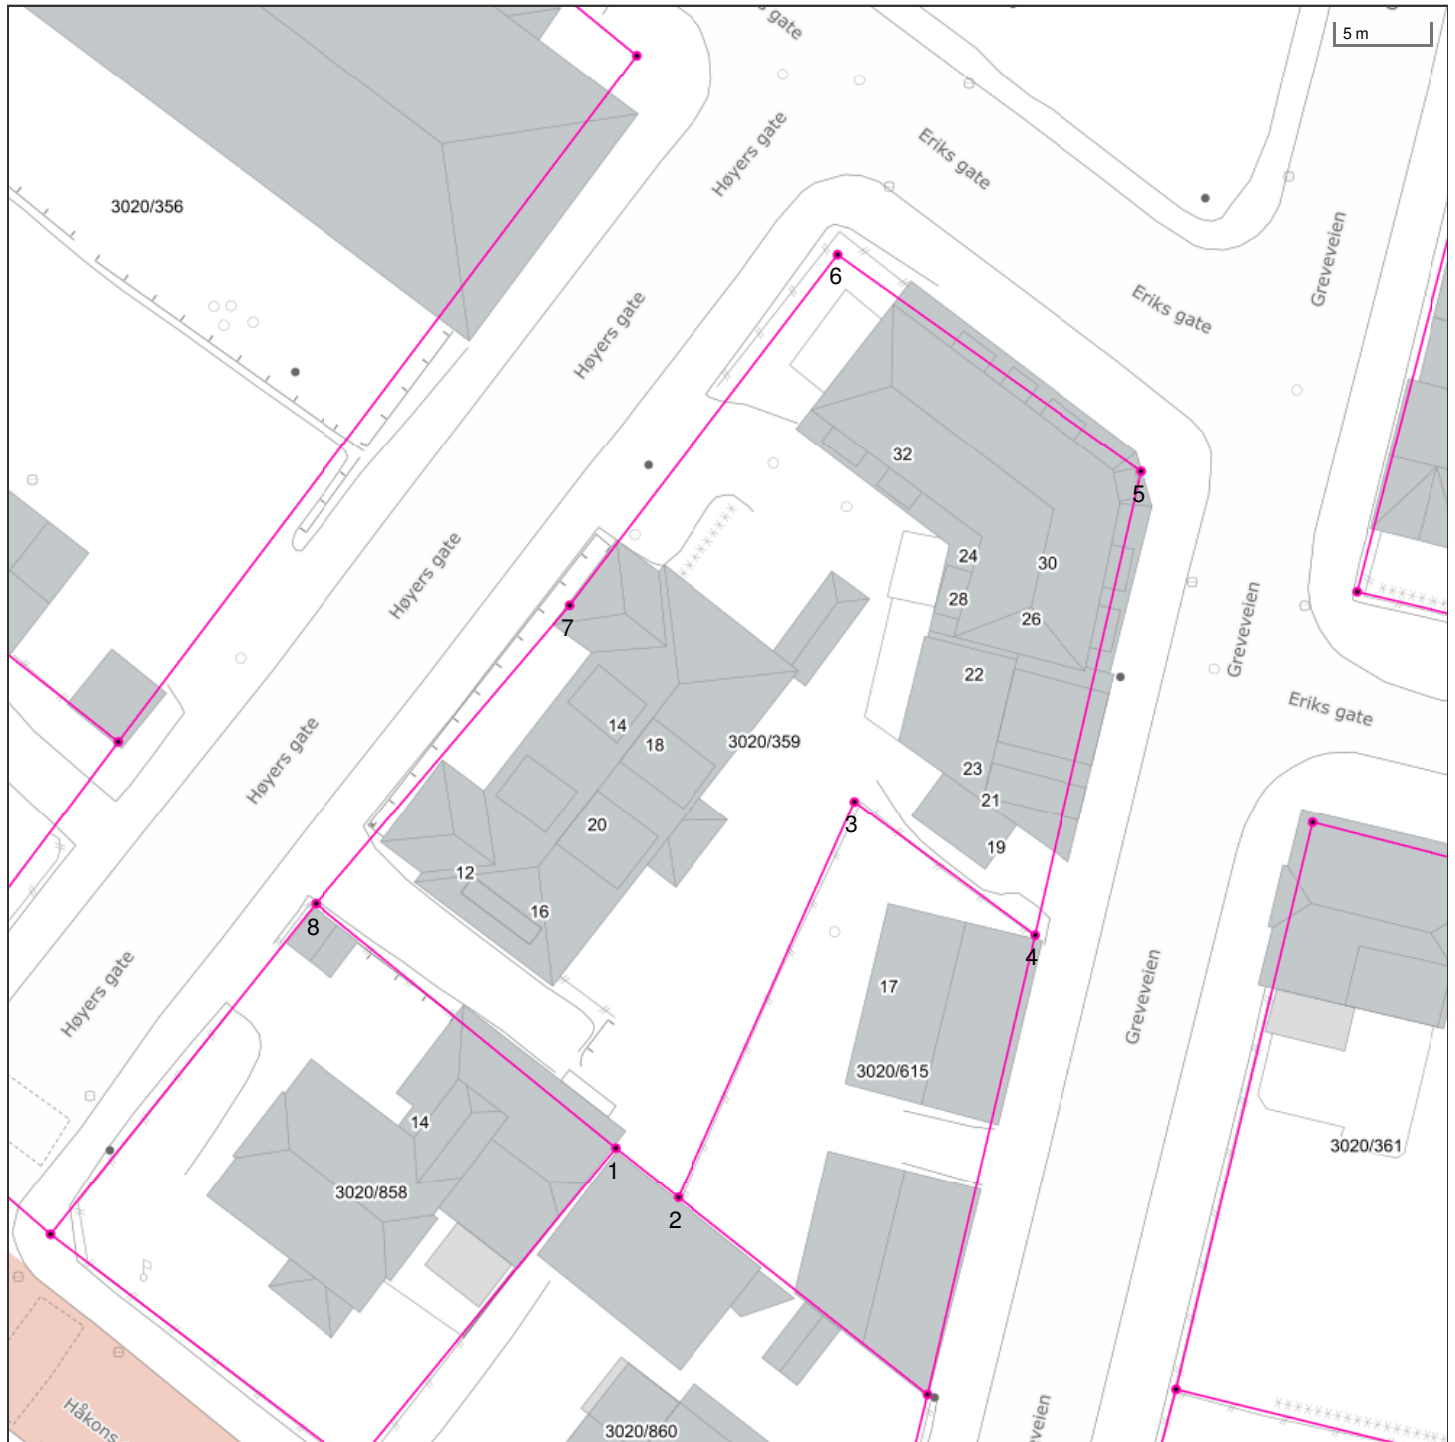 s gate
5 m
Høyers gate
Eriks gate
3020/356
Greveveien
6
Eriks gate
Høyers gate
32
5
24
30
28
Høyers gate
26
7
Greveveien
22
14
18
3020/359
Eriks gate
Høyers gate
23
21
3
20
19
12
16
8
4
17
Høyers gate
Greveveien
3020/615
14
3020/361
1
3020/858
2
Håkons
3020/860
veien